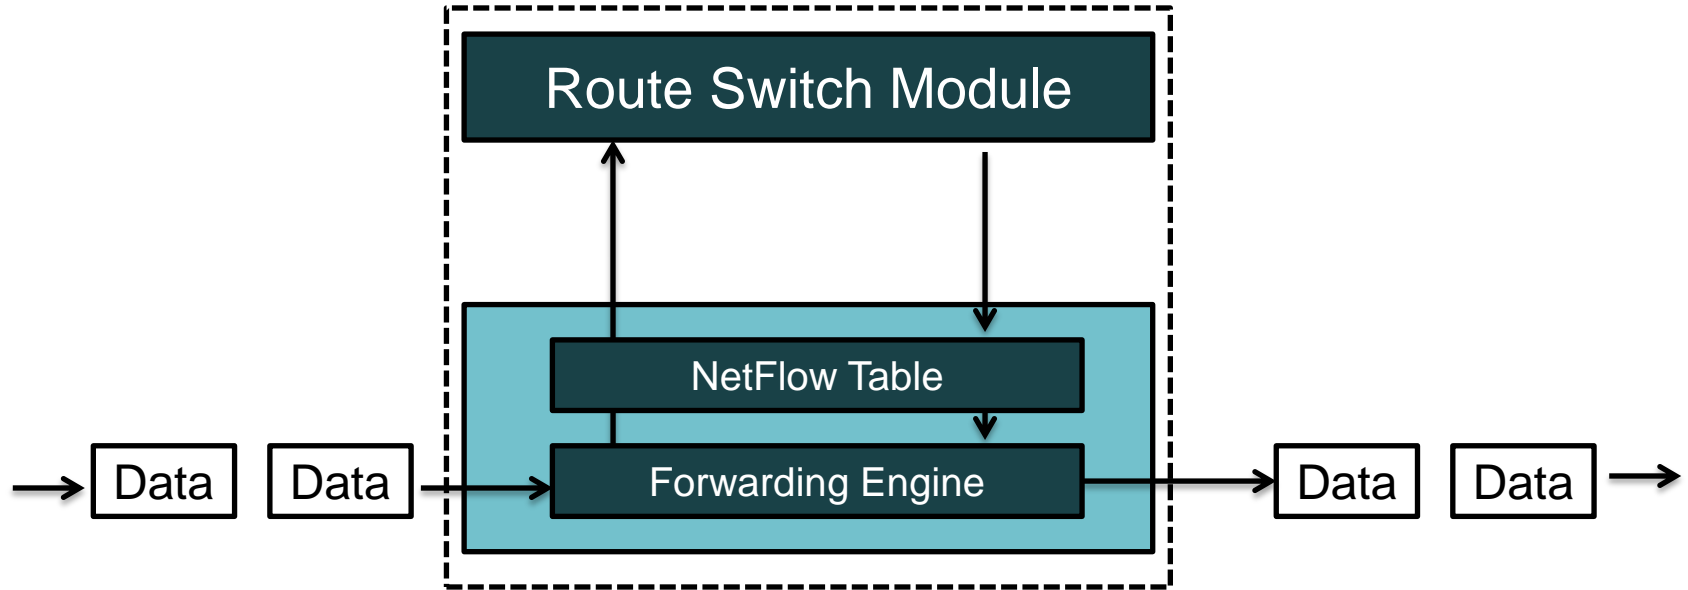 Route Switch Module
NetFlow Table
Forwarding Engine
Data
Data
Data
Data